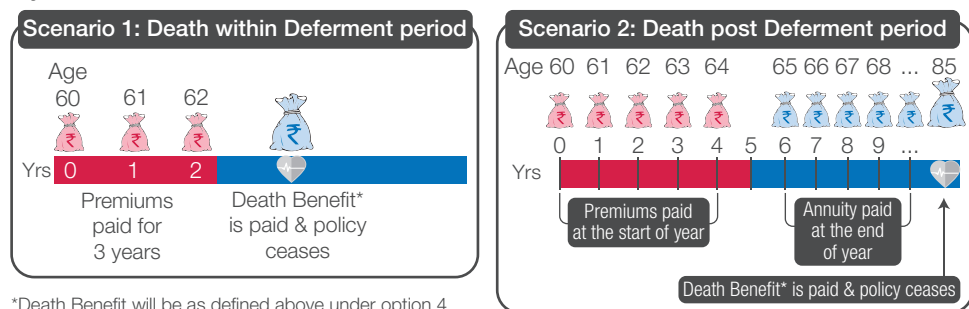 Scenario 1: Death within Deferment period
Age
60 61 62
₹ ₹ ₹ ₹
Yrs 0 1 2
Premiums
paid for
3 years
Death Benefit*
is paid & policy
ceases
*Death Benefit will be as defined above under option 4
Scenario 2: Death post Deferment period
Age 60 61 62 63 64 65 66 67 68 ... 85
₹ ₹ ₹ ₹ ₹ ₹ ₹ ₹ ₹ ₹ ₹
0 1 2 3 4 5 6 7 8 9 ...
Yrs
Premiums paid
at the start of year
Annuity paid
at the end
of year
Death Benefit* is paid & policy ceases